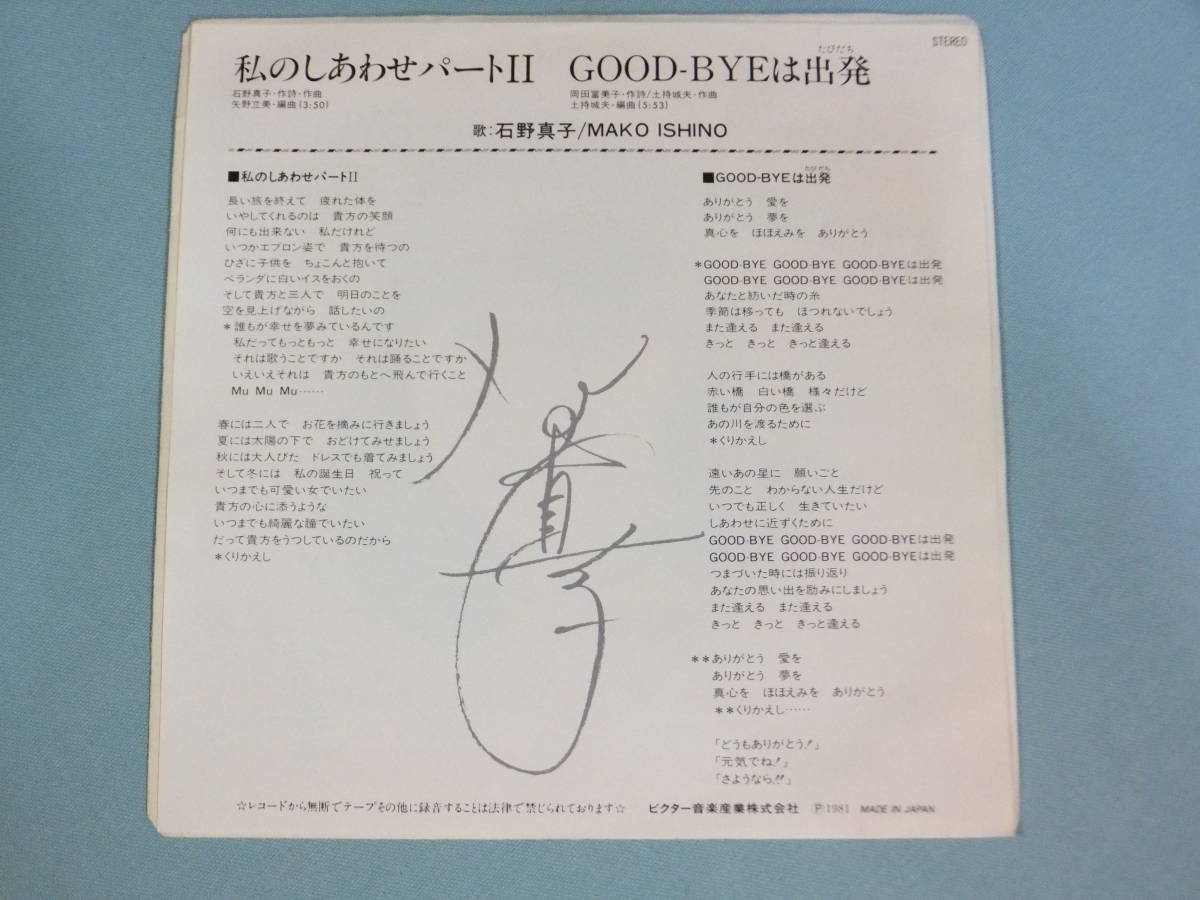 STEREO
たびだち
私のしあわせパートII　GOOD-BYEは出発
石野真子・作詩・作曲
矢野立美・編曲(3:50)
岡田冨美子・作詩/土持城夫・作曲
土持城夫・編曲(5:53)
歌：石野真子/MAKO ISHINO
■私のしあわせパートII
長い旅を終えて　疲れた体を
いやしてくれるのは　貴方の笑顔
何にも出来ない　私だけれど
いつかエプロン姿で　貴方を待つの
ひざに子供を　ちょこんと抱いて
ベランダに白いイスをおくの
そして貴方と三人で　明日のことを
空を見上げながら　話したいの
＊誰もが幸せを夢みているんです
私だってもっともっと　幸せになりたい
それは歌うことですか　それは踊ることですか
いえいえそれは　貴方のもとへ飛んで行くこと
Mu Mu Mu……
春には二人で　お花を摘みに行きましょう
夏には太陽の下で　おどけてみせましょう
秋には大人びた　ドレスでも着てみましょう
そして冬には　私の誕生日　祝って
いつまでも可愛い女でいたい
貴方の心に添うような
いつまでも綺麗な瞳でいたい
だって貴方をうつしているのだから
＊くりかえし
たびだち
■GOOD-BYEは出発
ありがとう　愛を
ありがとう　夢を
真心を　ほほえみを　ありがとう
＊GOOD-BYE GOOD-BYE GOOD-BYEは出発
GOOD-BYE GOOD-BYE GOOD-BYEは出発
あなたと紡いだ時の糸
季節は移っても　ほつれないでしょう
また逢える　また逢える
きっと　きっと　きっと逢える
人の行手には橋がある
赤い橋　白い橋　様々だけど
誰もが自分の色を選ぶ
あの川を渡るために
＊くりかえし
遠いあの星に　願いごと
先のこと　わからない人生だけど
いつでも正しく　生きていたい
しあわせに近ずくために
GOOD-BYE GOOD-BYE GOOD-BYEは出発
GOOD-BYE GOOD-BYE GOOD-BYEは出発
つまづいた時には振り返り
あなたの思い出を励みにしましょう
また逢える　また逢える
きっと　きっと　きっと逢える
＊＊ありがとう　愛を
ありがとう　夢を
真心を　ほほえみを　ありがとう
＊＊くりかえし……
「どうもありがとう！」
「元気でね！」
「さようなら!!」
☆レコードから無断でテープその他に録音することは法律で禁じられております☆
ビクター音楽産業株式会社　Ⓟ1981　MADE IN JAPAN